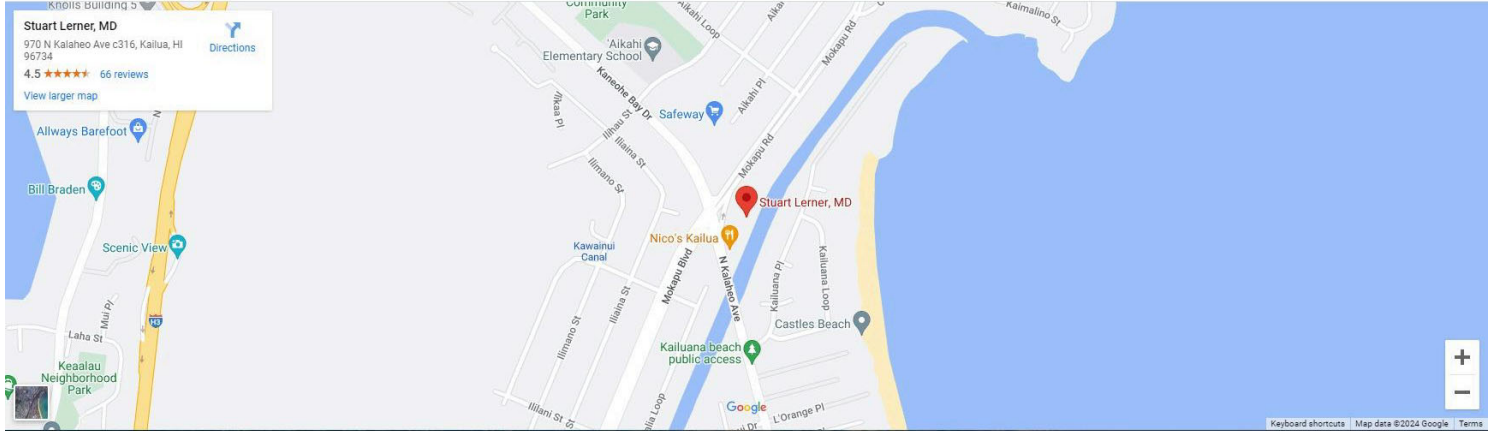 Knolls Building 5
Stuart Lerner, MD
970 N Kalaheo Ave c316, Kailua, HI
96734
4.5
66 reviews
View larger map
Directions
Community
Park
'Aikahi
Elementary School
Aikahi Loop
Kaimalino St
Mokapu Rd
Kaneohe Bay Dr
Aikahi Pl
Ilikaa Pl
Safeway
Ilihau St
Iliaina St
Ilimano St
Mokapu Rd
Allways Barefoot
Bill Braden
Scenic View
Stuart Lerner, MD
Nico's Kailua
Kawainui
Canal
Mokapu Blvd
N Kalaheo Ave
Kailuana Pl
Kailuana Loop
Iliaina St
Ilimano St
Castles Beach
Kailuana beach
public access
Mui Pl
H3
Laha St
Keaalau
Neighborhood
Park
Ililani St
Google
L'Orange Pl
Keyboard shortcuts
Map data ©2024 Google
Terms